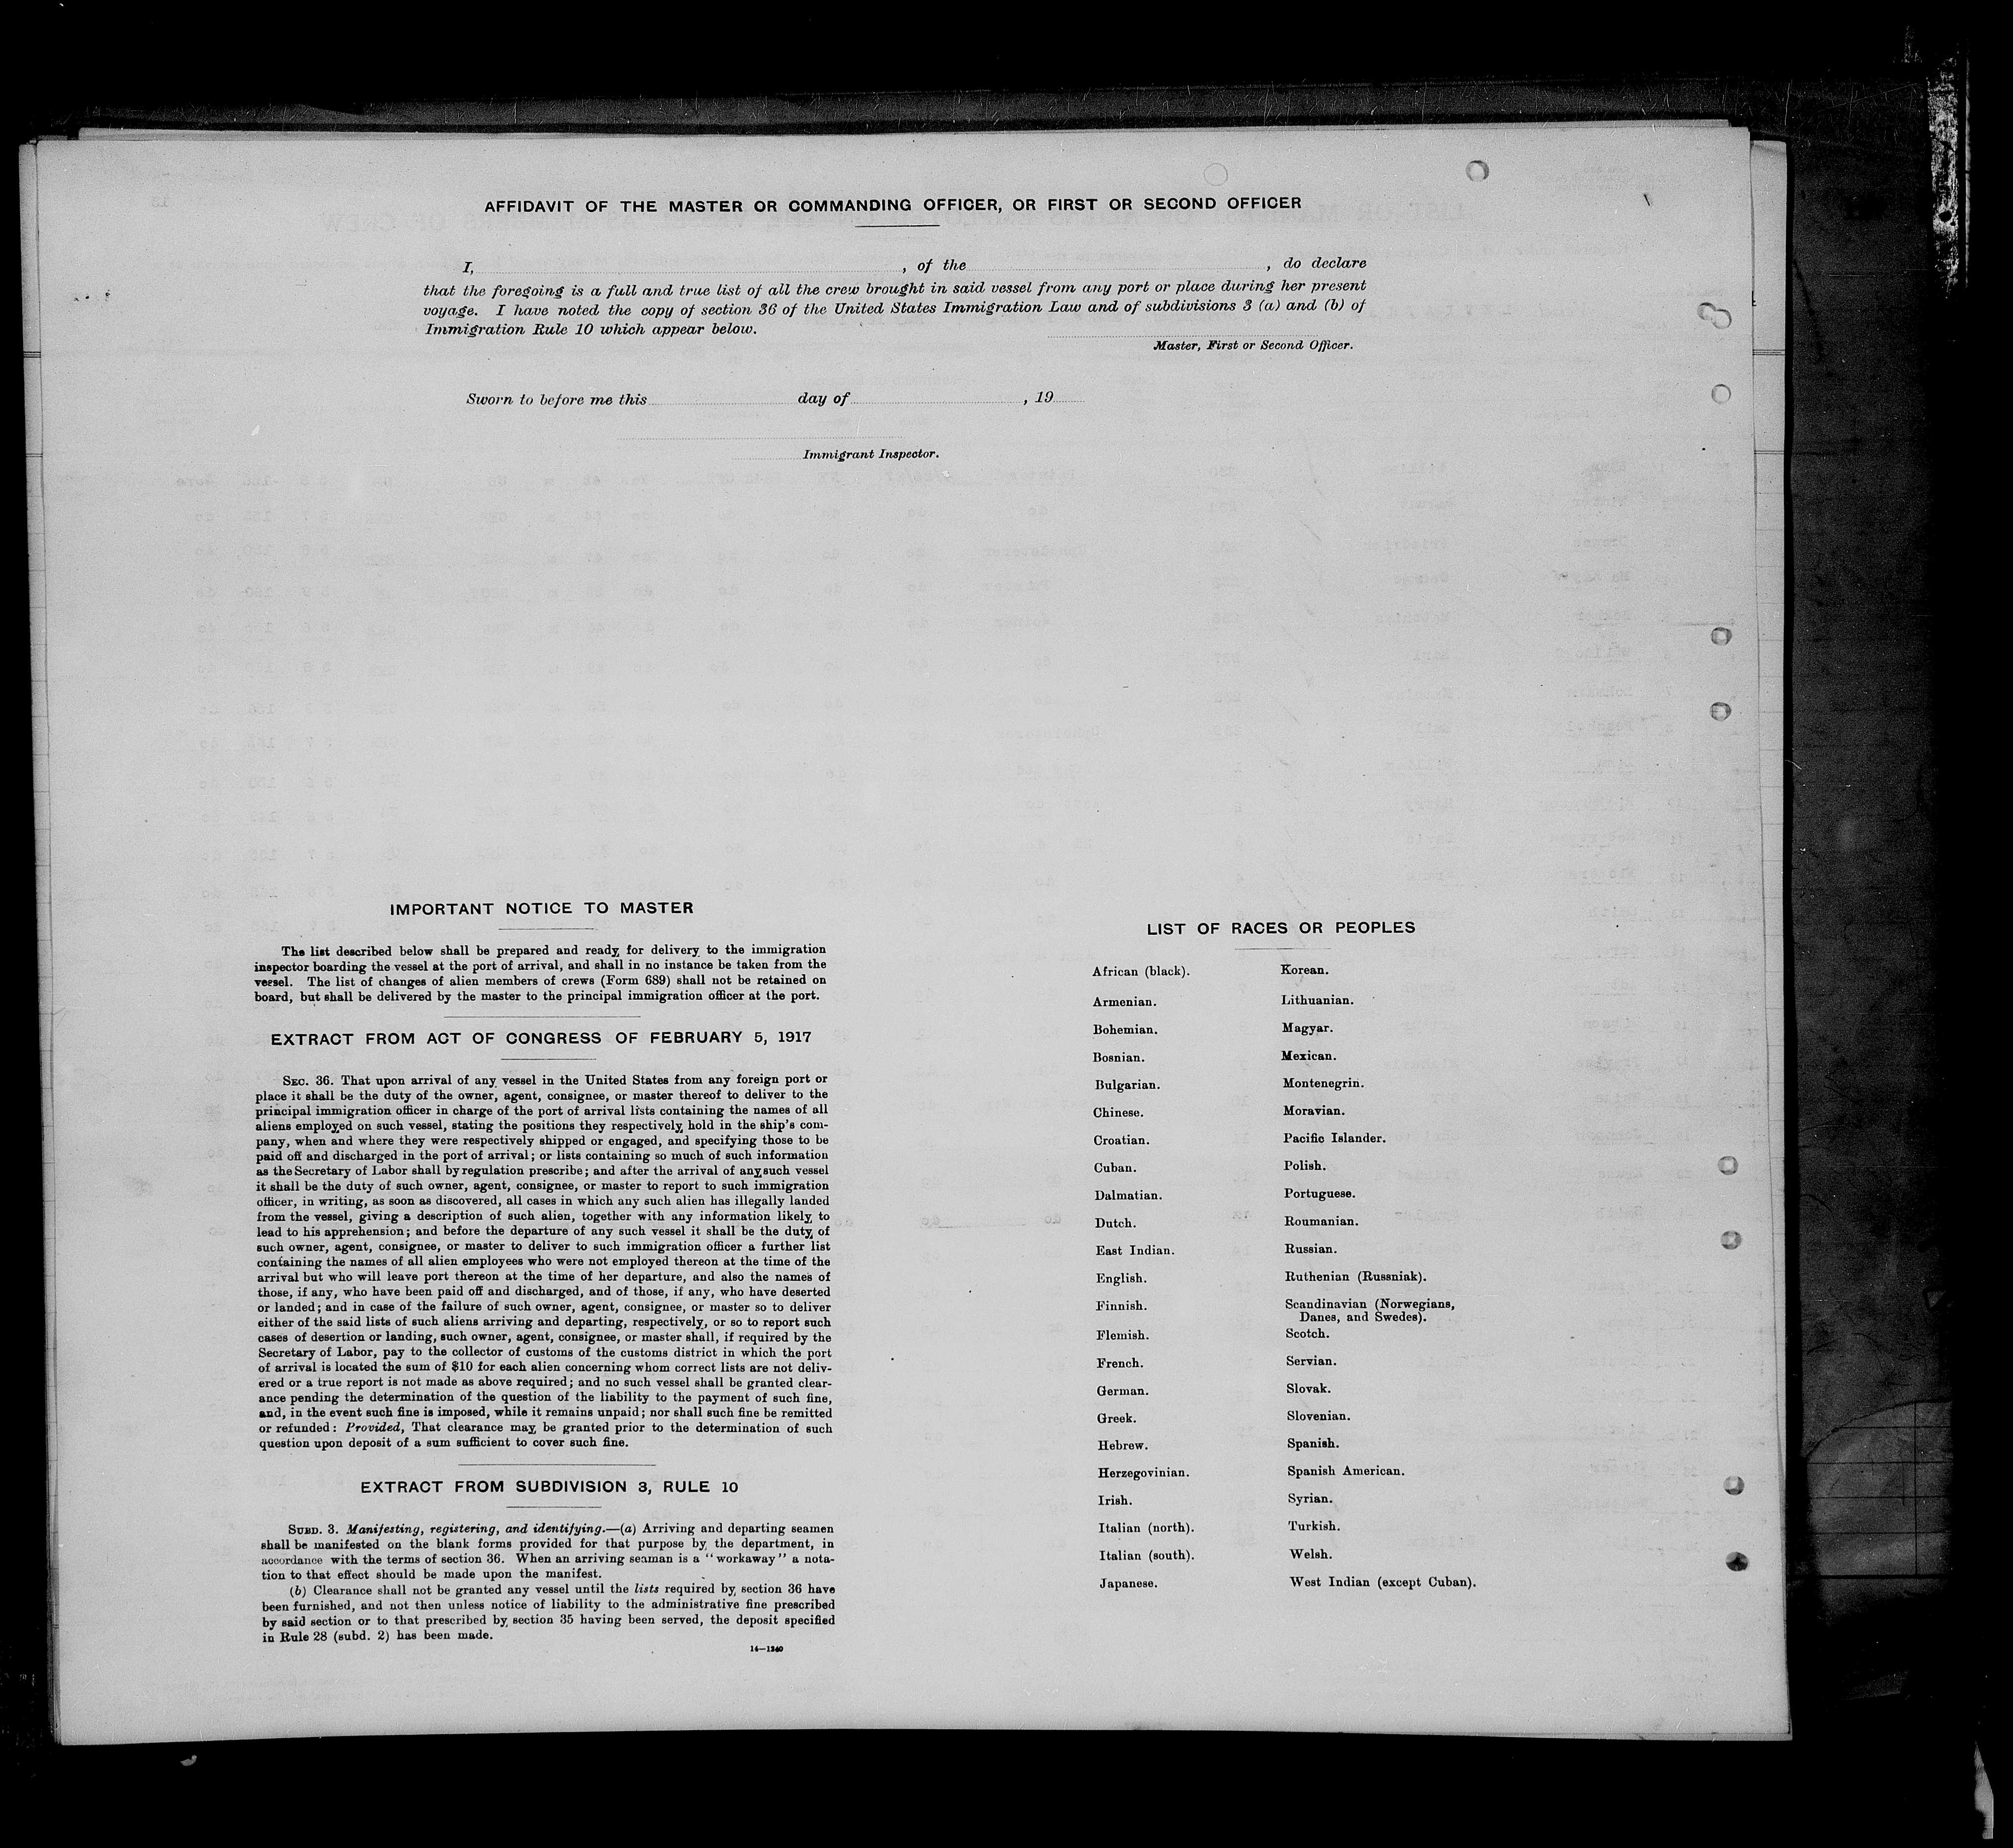 AFFIDAVIT OF THE MASTER OR COMMANDING OFFICER, OR FIRST OR SECOND OFFICER
I, , of the , do declare
that the foregoing is a full and true list of all the crew brought in said vessel from any port or place during her present
voyage. I have noted the copy of section 36 of the United States Immigration Law and of subdivisions 3 (a) and (b) of
Immigration Rule 10 which appear below.
Master, First or Second Officer.
Sworn to before me this day of , 19
Immigrant Inspector.
IMPORTANT NOTICE TO MASTER
The list described below shall be prepared and ready for delivery to the immigration
inspector boarding the vessel at the port of arrival, and shall in no instance be taken from the
vessel. The list of changes of alien members of crews (Form 689) shall not be retained on
board, but shall be delivered by the master to the principal immigration officer at the port.
EXTRACT FROM ACT OF CONGRESS OF FEBRUARY 5, 1917
SEC. 36. That upon arrival of any vessel in the United States from any foreign port or
place it shall be the duty of the owner, agent, consignee, or master thereof to deliver to the
principal immigration officer in charge of the port of arrival lists containing the names of all
aliens employed on such vessel, stating the positions they respectively hold in the ship's com-
pany, when and where they were respectively shipped or engaged, and specifying those to be
paid off and discharged in the port of arrival; or lists containing so much of such information
as the Secretary of Labor shall by regulation prescribe; and after the arrival of any such vessel
it shall be the duty of such owner, agent, consignee, or master to report to such immigration
officer, in writing, as soon as discovered, all cases in which any such alien has illegally landed
from the vessel, giving a description of such alien, together with any information likely to
lead to his apprehension; and before the departure of any such vessel it shall be the duty of
such owner, agent, consignee, or master to deliver to such immigration officer a further list
containing the names of all alien employees who were not employed thereon at the time of the
arrival but who will leave port thereon at the time of her departure, and also the names of
those, if any, who have been paid off and discharged, and of those, if any, who have deserted
or landed; and in case of the failure of such owner, agent, consignee, or master so to deliver
either of the said lists of such aliens arriving and departing, respectively, or so to report such
cases of desertion or landing, such owner, agent, consignee, or master shall, if required by the
Secretary of Labor, pay to the collector of customs of the customs district in which the port
of arrival is located the sum of $10 for each alien concerning whom correct lists are not deliv-
ered or a true report is not made as above required; and no such vessel shall be granted clear-
ance pending the determination of the question of the liability to the payment of such fine,
and, in the event such fine is imposed, while it remains unpaid; nor shall such fine be remitted
or refunded: Provided, That clearance may be granted prior to the determination of such
question upon deposit of a sum sufficient to cover such fine.
EXTRACT FROM SUBDIVISION 3, RULE 10
SUBD. 3. Manifesting, registering, and identifying.—(a) Arriving and departing seamen
shall be manifested on the blank forms provided for that purpose by the department, in
accordance with the terms of section 36. When an arriving seaman is a "workaway" a nota-
tion to that effect should be made upon the manifest.
(b) Clearance shall not be granted any vessel until the lists required by section 36 have
been furnished, and not then unless notice of liability to the administrative fine prescribed
by said section or to that prescribed by section 35 having been served, the deposit specified
in Rule 28 (subd. 2) has been made.
14—1240
LIST OF RACES OR PEOPLES
African (black).
Armenian.
Bohemian.
Bosnian.
Bulgarian.
Chinese.
Croatian.
Cuban.
Dalmatian.
Dutch.
East Indian.
English.
Finnish.
Flemish.
French.
German.
Greek.
Hebrew.
Herzegovinian.
Irish.
Italian (north).
Italian (south).
Japanese.
Korean.
Lithuanian.
Magyar.
Mexican.
Montenegrin.
Moravian.
Pacific Islander.
Polish.
Portuguese.
Roumanian.
Russian.
Ruthenian (Russniak).
Scandinavian (Norwegians,
Danes, and Swedes).
Scotch.
Servian.
Slovak.
Slovenian.
Spanish.
Spanish American.
Syrian.
Turkish.
Welsh.
West Indian (except Cuban).